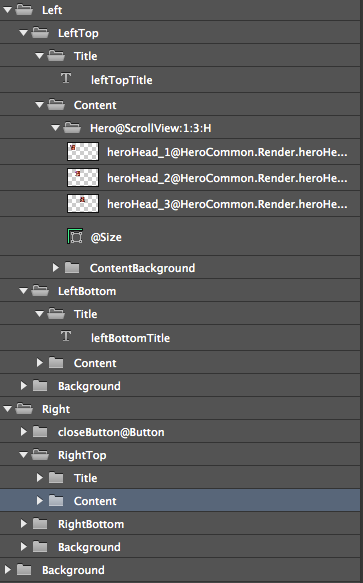 Left
LeftTop
Title
T leftTopTitle
Content
Hero@ScrollView:1:3:H
heroHead_1@HeroCommon.Render.heroHe...
heroHead_2@HeroCommon.Render.heroHe...
heroHead_3@HeroCommon.Render.heroHe...
@Size
ContentBackground
LeftBottom
Title
T leftBottomTitle
Content
Background
Right
closeButton@Button
RightTop
Title
Content
RightBottom
Background
Background